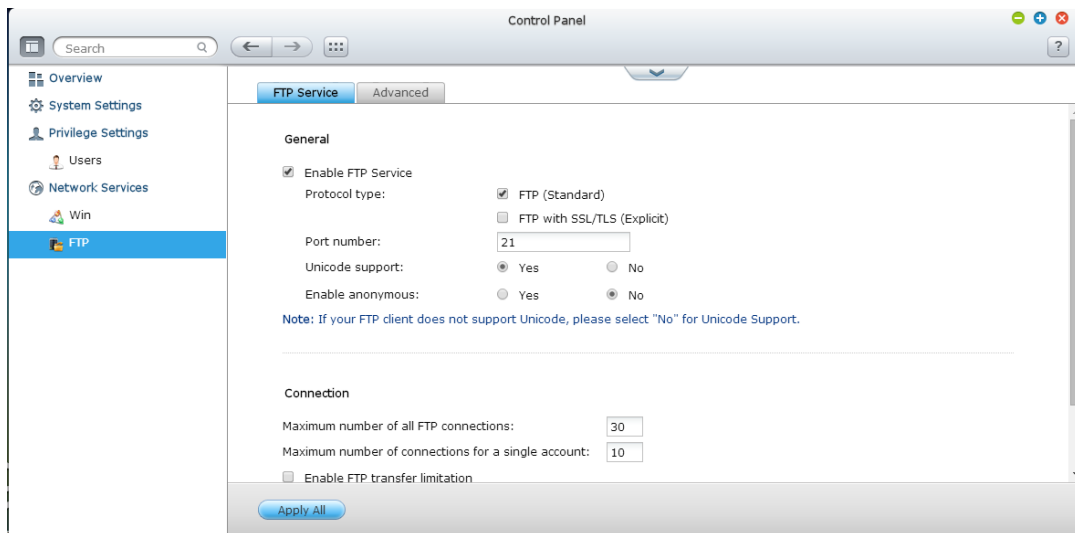 Control Panel
Search
?
Overview
System Settings
Privilege Settings
Users
Network Services
Win
FTP
FTP Service Advanced
General
Enable FTP Service
Protocol type: FTP (Standard)
FTP with SSL/TLS (Explicit)
Port number: 21
Unicode support: Yes No
Enable anonymous: Yes No
Note: If your FTP client does not support Unicode, please select "No" for Unicode Support.
Connection
Maximum number of all FTP connections: 30
Maximum number of connections for a single account: 10
Enable FTP transfer limitation
Apply All